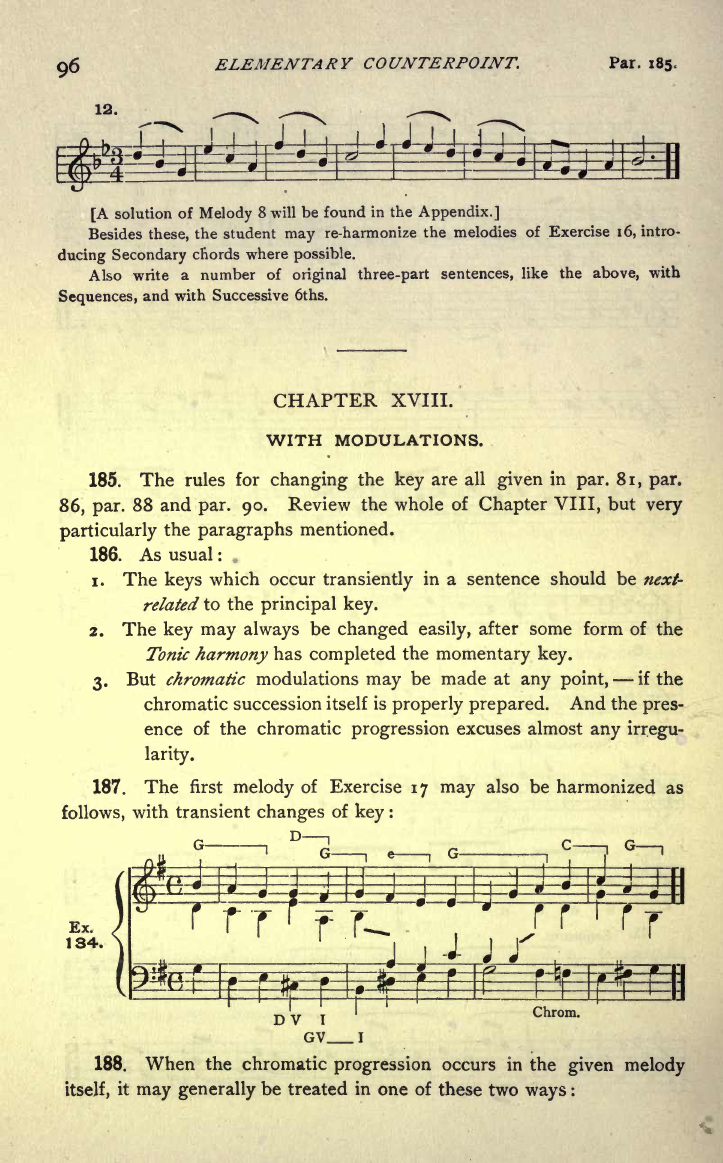 96 ELEMENTARY COUNTERPOINT. Par. 185.
12.
3
4
[A solution of Melody 8 will be found in the Appendix.]
Besides these, the student may re-harmonize the melodies of Exercise 16, intro-
ducing Secondary chords where possible.
Also write a number of original three-part sentences, like the above, with
Sequences, and with Successive 6ths.
CHAPTER XVIII.
WITH MODULATIONS.
185. The rules for changing the key are all given in par. 81, par.
86, par. 88 and par. 90. Review the whole of Chapter VIII, but very
particularly the paragraphs mentioned.
186. As usual:
1. The keys which occur transiently in a sentence should be next-
related to the principal key.
2. The key may always be changed easily, after some form of the
Tonic harmony has completed the momentary key.
3. But chromatic modulations may be made at any point, — if the
chromatic succession itself is properly prepared. And the pres-
ence of the chromatic progression excuses almost any irregu-
larity.
187. The first melody of Exercise 17 may also be harmonized as
follows, with transient changes of key:
G D G e G C G
Ex.
134.
D V I Chrom.
GV I
188. When the chromatic progression occurs in the given melody
itself, it may generally be treated in one of these two ways: